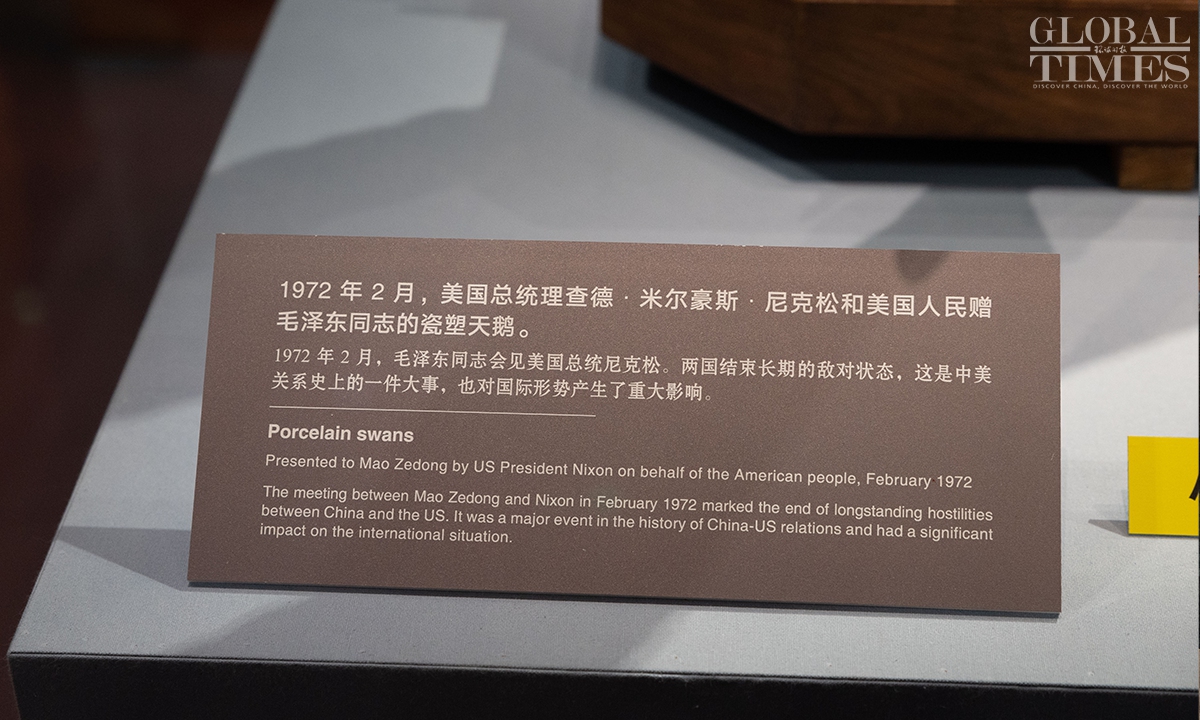 GLOBAL
环球时报
TIMES
DISCOVER CHINA, DISCOVER THE WORLD
1972 年 2 月，美国总统理查德·米尔豪斯·尼克松和美国人民赠
毛泽东同志的瓷塑天鹅。
1972 年 2 月，毛泽东同志会见美国总统尼克松。两国结束长期的敌对状态，这是中美
关系史上的一件大事，也对国际形势产生了重大影响。
Porcelain swans
Presented to Mao Zedong by US President Nixon on behalf of the American people, February 1972
The meeting between Mao Zedong and Nixon in February 1972 marked the end of longstanding hostilities
between China and the US. It was a major event in the history of China-US relations and had a significant
impact on the international situation.